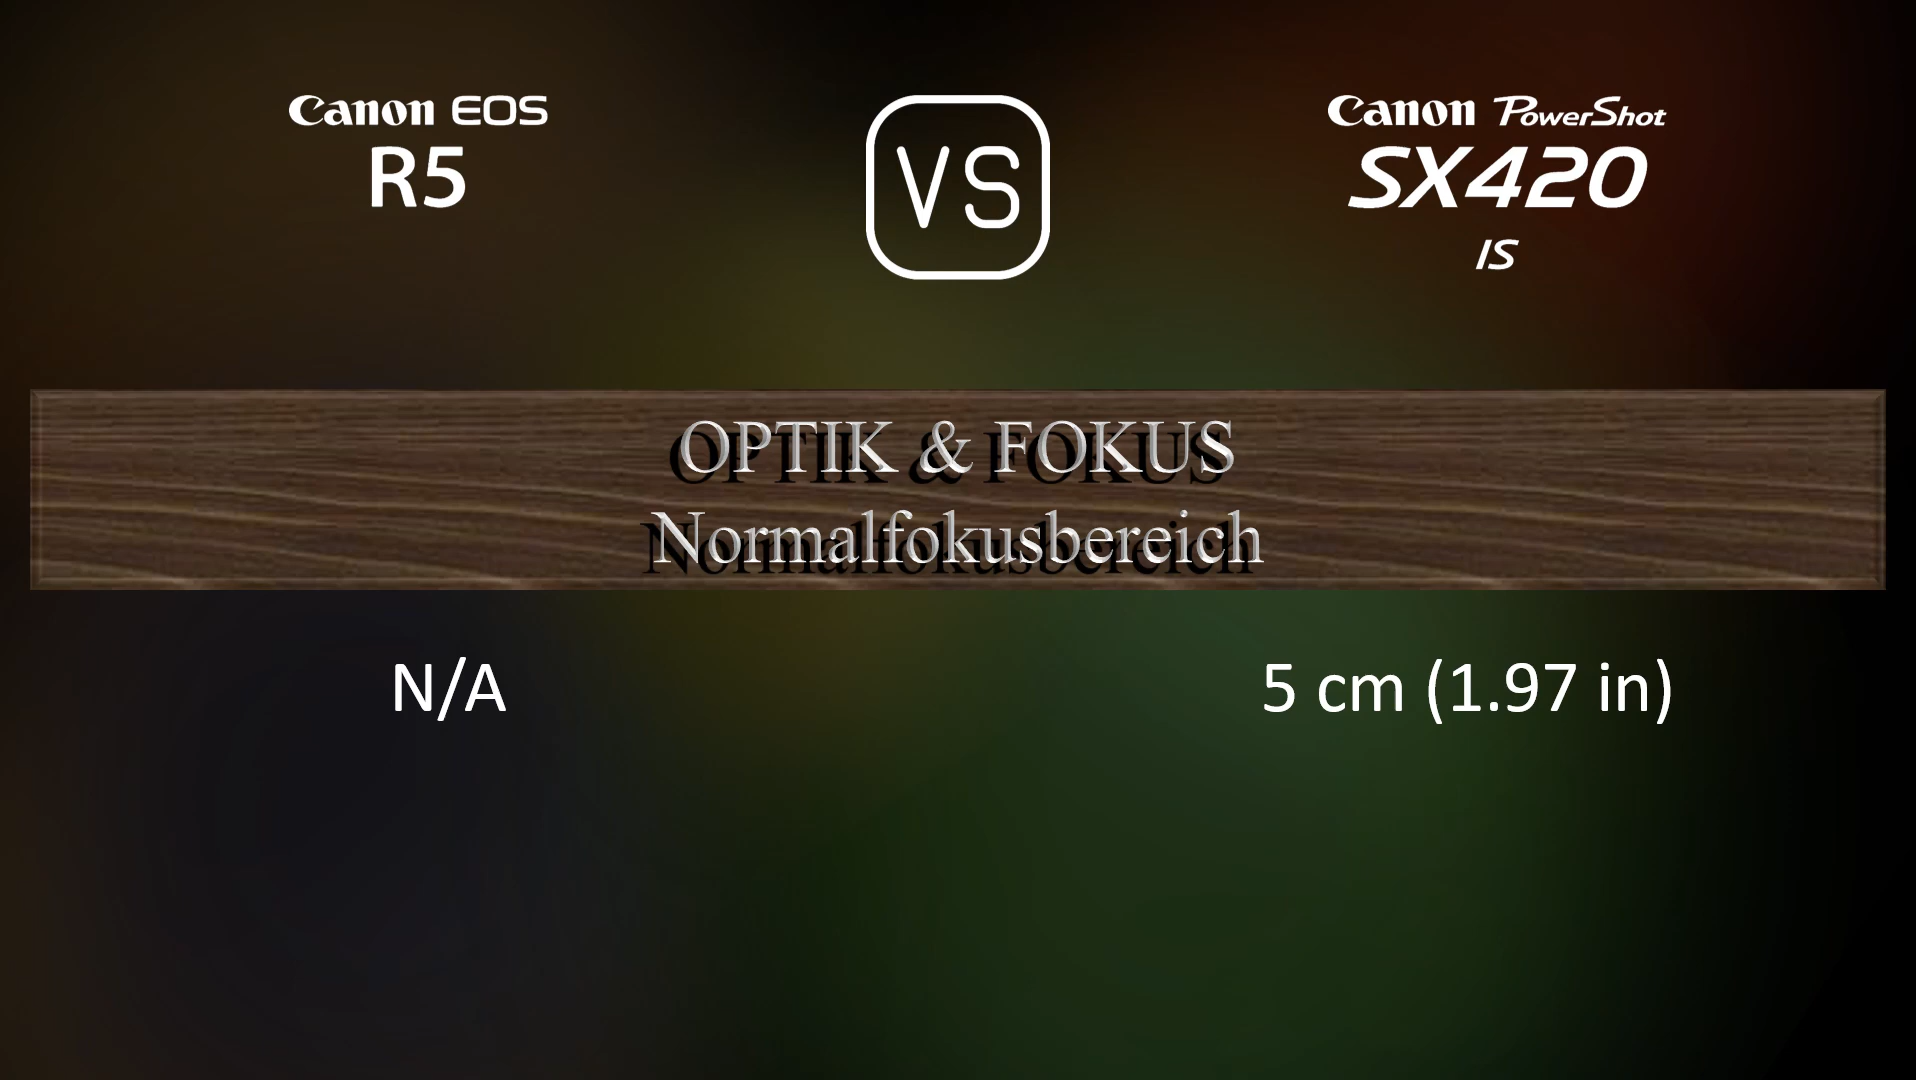 Canon EOS
R5
VS
Canon PowerShot
SX420
IS
OPTIK & FOKUS
Normalfokusbereich
N/A
5 cm (1.97 in)